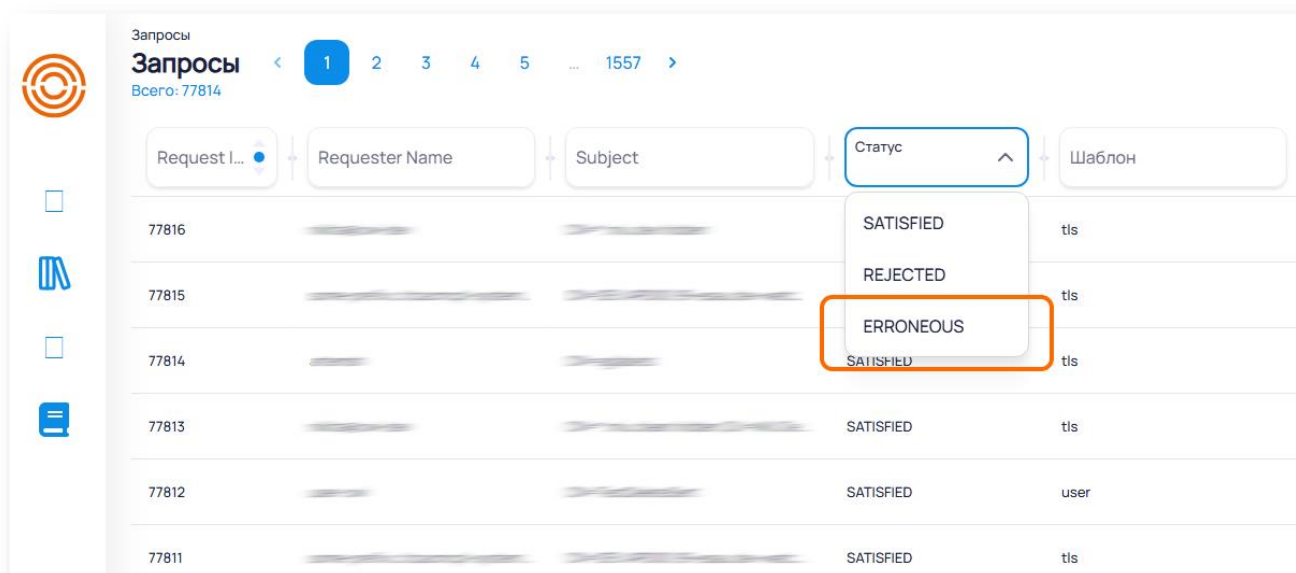 Запросы
Запросы < 1 2 3 4 5 ... 1557 >
Всего: 77814
Request I... Requester Name Subject Статус Шаблон
SATISFIED
77816 tls
REJECTED
77815 tls
ERRONEOUS
77814 SATISFIED tls
77813 SATISFIED tls
77812 SATISFIED user
77811 SATISFIED tls